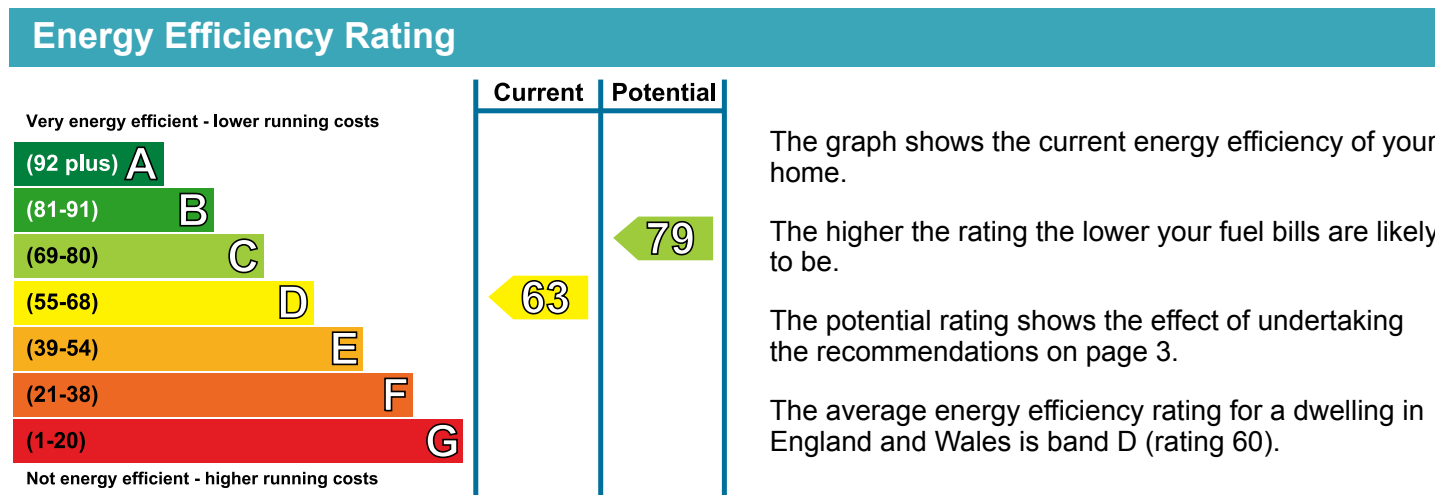 Energy Efficiency Rating
Current Potential
Very energy efficient - lower running costs
(92 plus) A
(81-91) B
(69-80) C
(55-68) D
(39-54) E
(21-38) F
(1-20) G
Not energy efficient - higher running costs
79
63
The graph shows the current energy efficiency of your
home.
The higher the rating the lower your fuel bills are likely
to be.
The potential rating shows the effect of undertaking
the recommendations on page 3.
The average energy efficiency rating for a dwelling in
England and Wales is band D (rating 60).